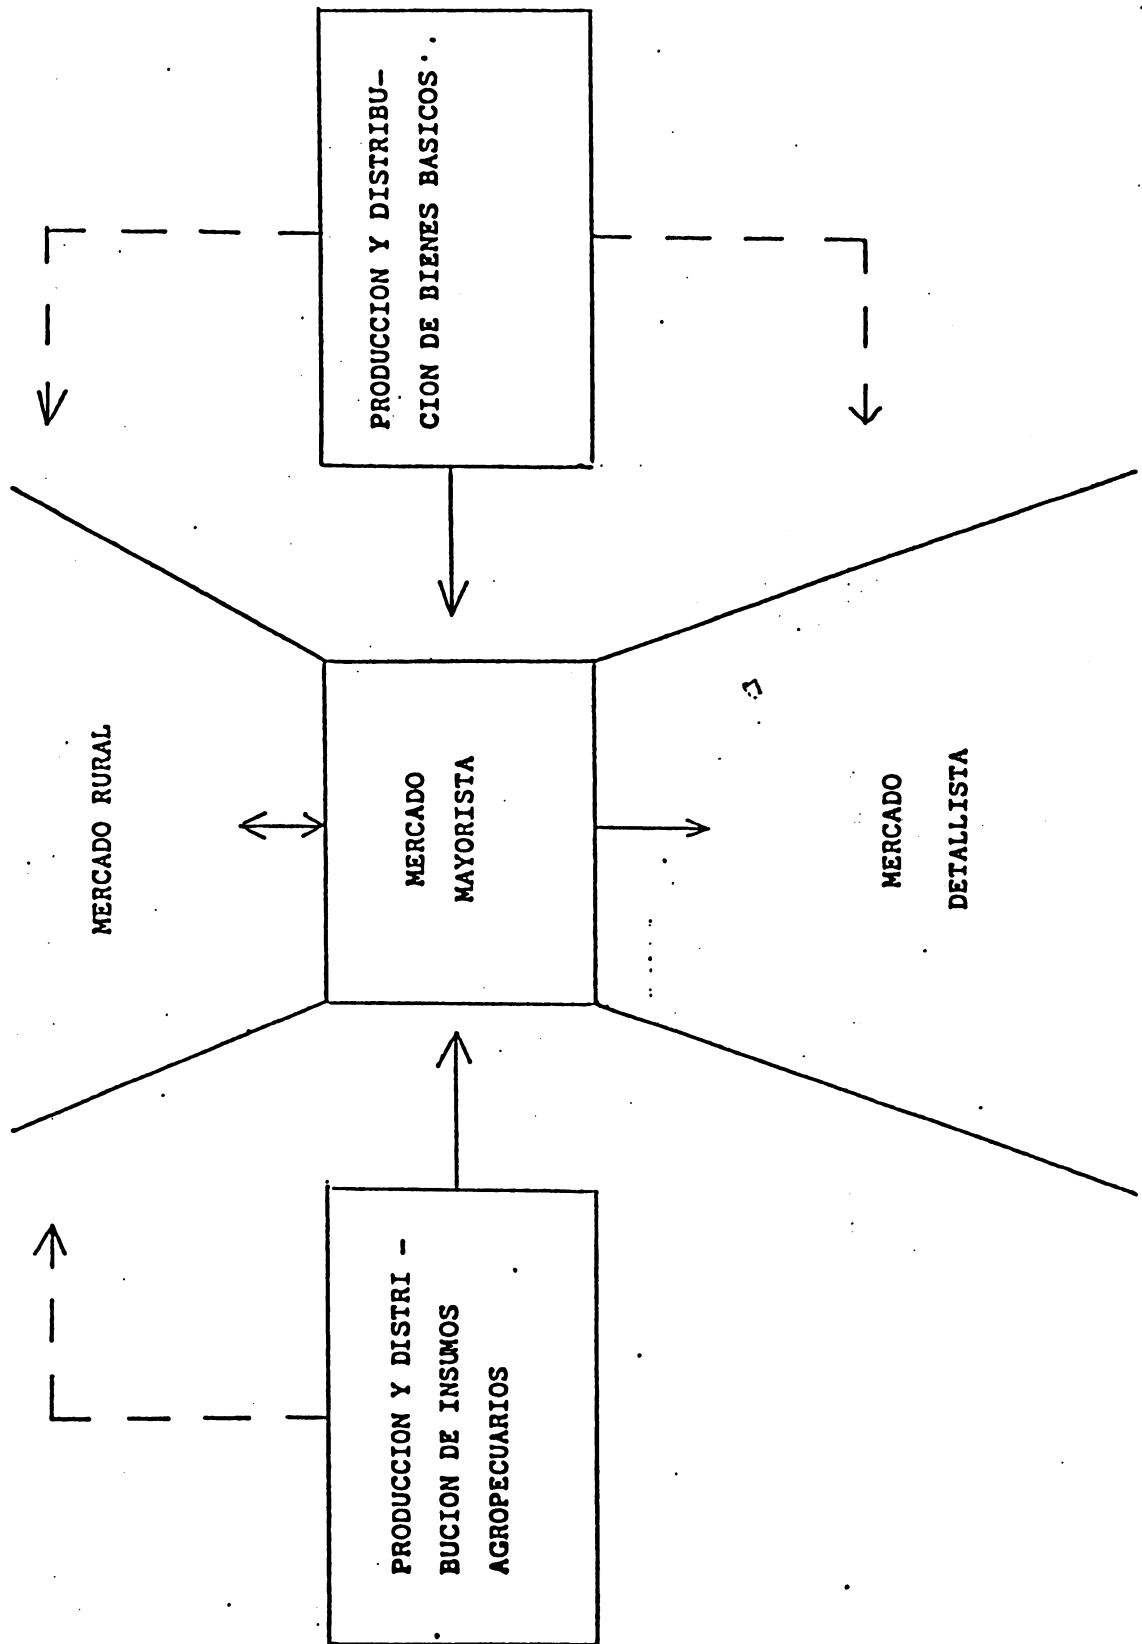 MERCADO RURAL
PRODUCCION Y DISTRI -
BUCION DE INSUMOS
AGROPECUARIOS
MERCADO
MAYORISTA
PRODUCCION Y DISTRIBU-
CION DE BIENES BASICOS
MERCADO
DETALLISTA